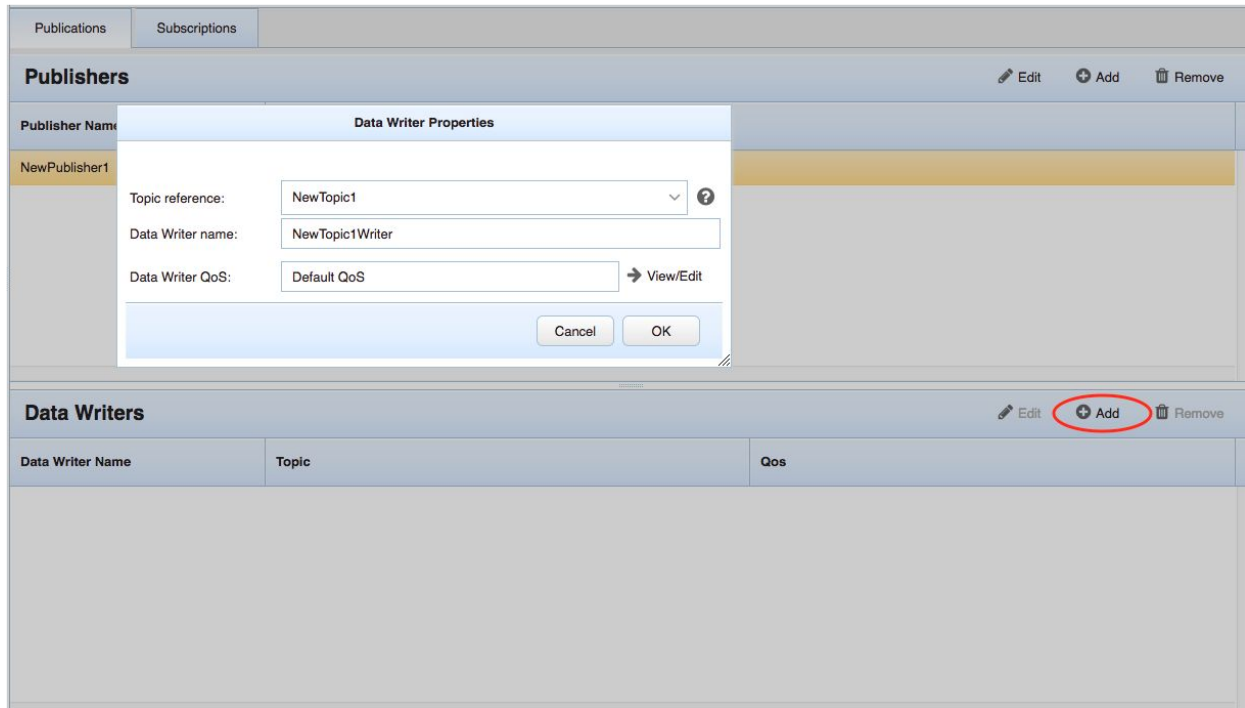 Publications Subscriptions
Publishers Edit Add Remove
Publisher Name
NewPublisher1
Data Writer Properties
Topic reference: NewTopic1
Data Writer name: NewTopic1Writer
Data Writer QoS: Default QoS View/Edit
Cancel OK
Data Writers Edit Add Remove
Data Writer Name Topic Qos